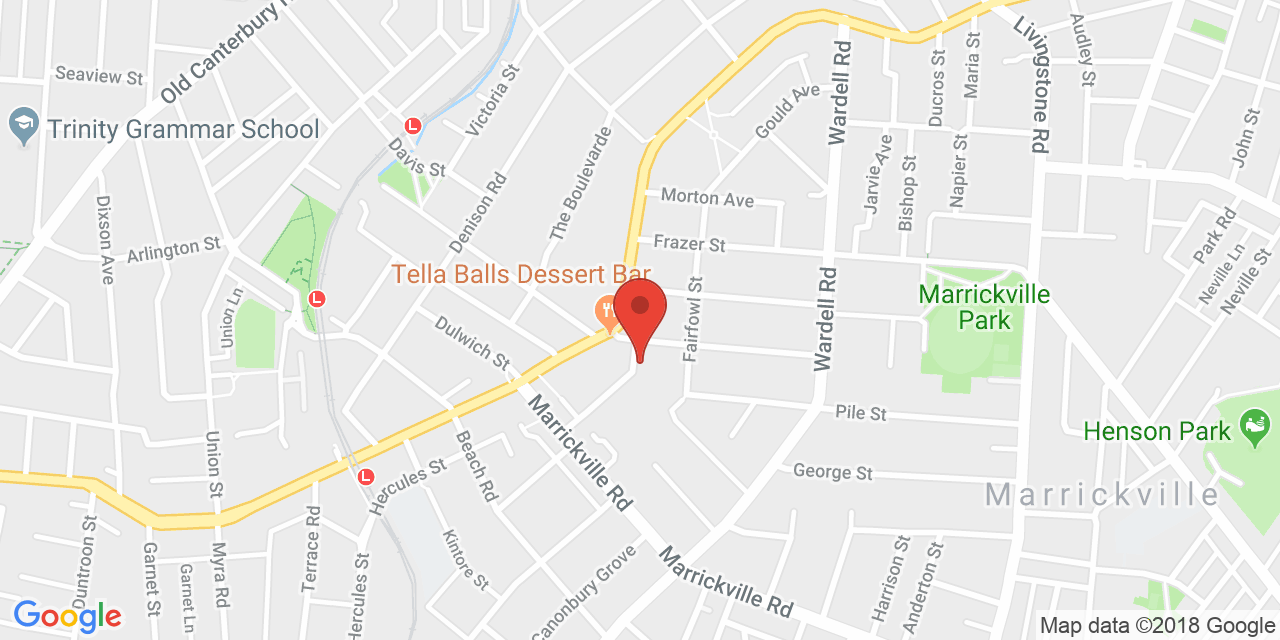 Seaview St
Old Canterbury
Trinity Grammar School
Victoria St
Davis St
The Boulevarde
Denison Rd
Dixson Ave
Arlington St
Union Ln
Gould Ave
Wardell Rd
Livingstone Rd
Audley St
Maria St
Ducros St
Napier St
Jarvie Ave
Bishop St
John St
Morton Ave
Frazer St
Park Rd
Neville Ln
Neville St
Tella Balls Dessert Bar
Fairfowl St
Wardell Rd
Marrickville
Park
Dulwich St
Marrickville Rd
Pile St
Henson Park
Beach Rd
Hercules St
Union St
George St
Marrickville
Terrace Rd
Kintore St
Duntroon St
Garnet St
Garnet Ln
Myra Rd
Hercules St
Canonbury Grove
Marrickville Rd
Harrison St
Anderton St
Google
Map data ©2018 Google